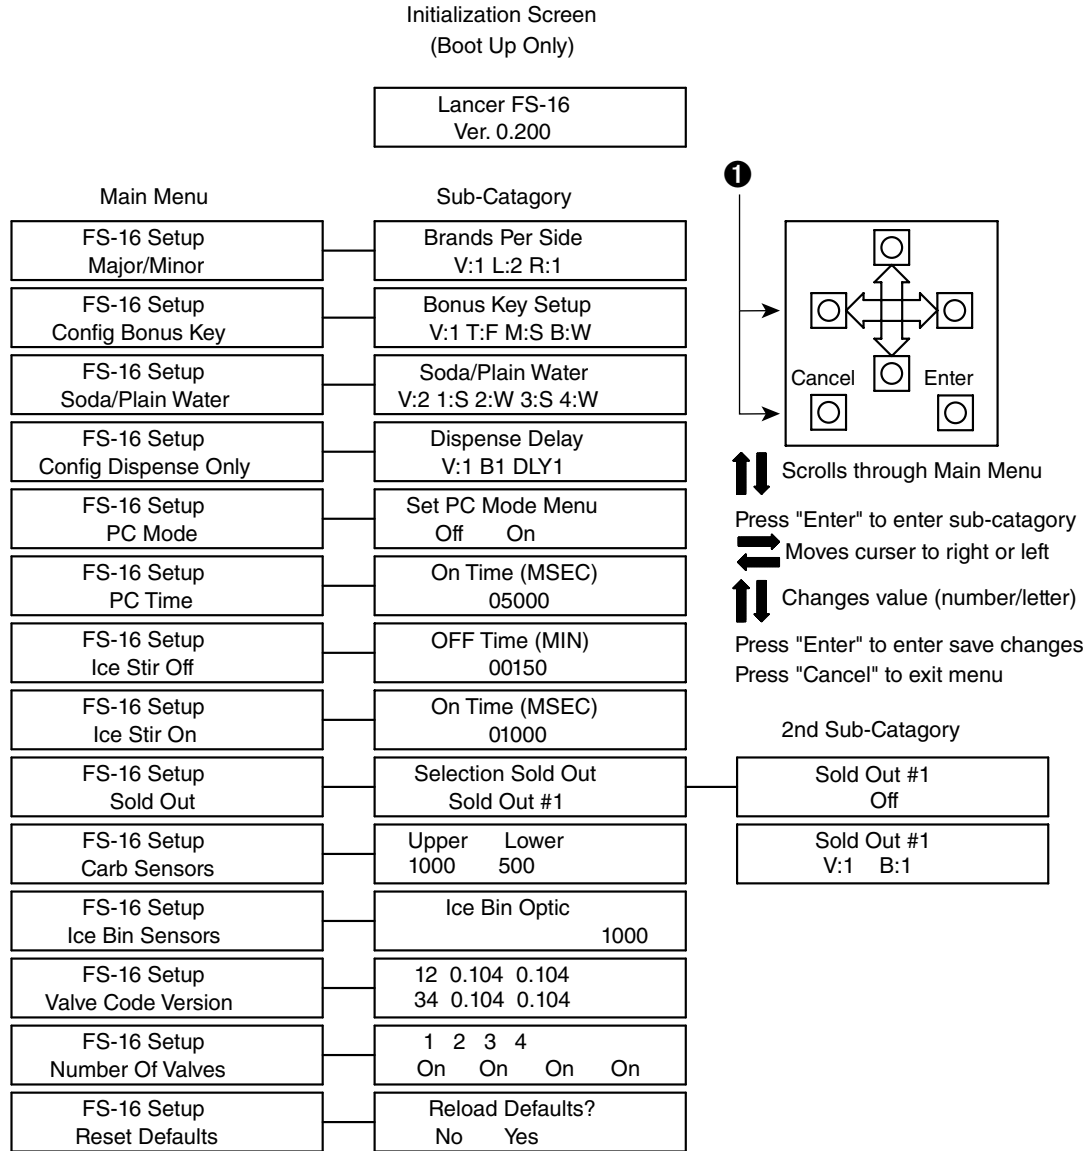 Initialization Screen
(Boot Up Only)
Lancer FS-16
Ver. 0.200
Main Menu
Sub-Catagory
FS-16 Setup
Major/Minor
Brands Per Side
V:1 L:2 R:1
FS-16 Setup
Config Bonus Key
Bonus Key Setup
V:1 T:F M:S B:W
FS-16 Setup
Soda/Plain Water
Soda/Plain Water
V:2 1:S 2:W 3:S 4:W
FS-16 Setup
Config Dispense Only
Dispense Delay
V:1 B1 DLY1
FS-16 Setup
PC Mode
Set PC Mode Menu
Off On
FS-16 Setup
PC Time
On Time (MSEC)
05000
FS-16 Setup
Ice Stir Off
OFF Time (MIN)
00150
FS-16 Setup
Ice Stir On
On Time (MSEC)
01000
FS-16 Setup
Sold Out
Selection Sold Out
Sold Out #1
FS-16 Setup
Carb Sensors
Upper Lower
1000 500
FS-16 Setup
Ice Bin Sensors
Ice Bin Optic
1000
FS-16 Setup
Valve Code Version
12 0.104 0.104
34 0.104 0.104
FS-16 Setup
Number Of Valves
1 2 3 4
On On On On
FS-16 Setup
Reset Defaults
Reload Defaults?
No Yes
1
Cancel Enter
Scrolls through Main Menu
Press "Enter" to enter sub-catagory
Moves curser to right or left
Changes value (number/letter)
Press "Enter" to enter save changes
Press "Cancel" to exit menu
2nd Sub-Catagory
Sold Out #1
Off
Sold Out #1
V:1 B:1